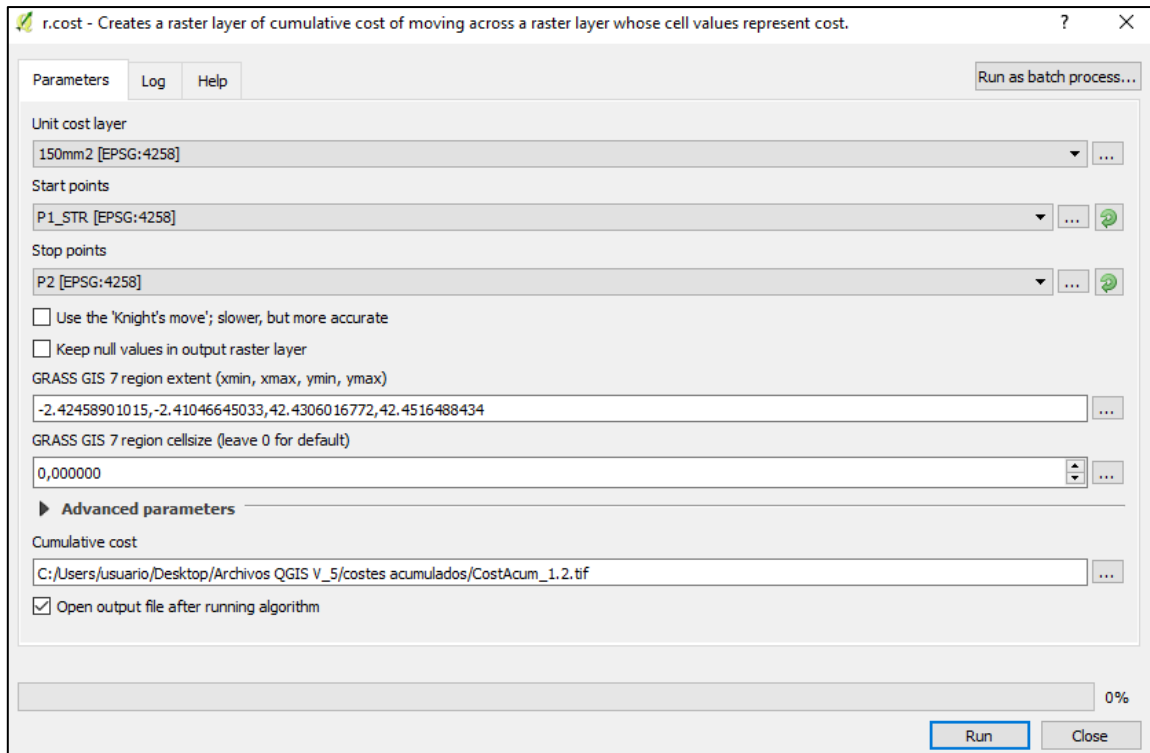 r.cost - Creates a raster layer of cumulative cost of moving across a raster layer whose cell values represent cost.
?
Parameters
Log
Help
Run as batch process...
Unit cost layer
150mm2 [EPSG:4258]
...
Start points
P1_STR [EPSG:4258]
...
Stop points
P2 [EPSG:4258]
...
Use the 'Knight's move'; slower, but more accurate
Keep null values in output raster layer
GRASS GIS 7 region extent (xmin, xmax, ymin, ymax)
-2.42458901015,-2.41046645033,42.4306016772,42.4516488434
...
GRASS GIS 7 region cellsize (leave 0 for default)
0,000000
...
Advanced parameters
Cumulative cost
C:/Users/usuario/Desktop/Archivos QGIS V_5/costes acumulados/CostAcum_1.2.tif
...
Open output file after running algorithm
0%
Run
Close